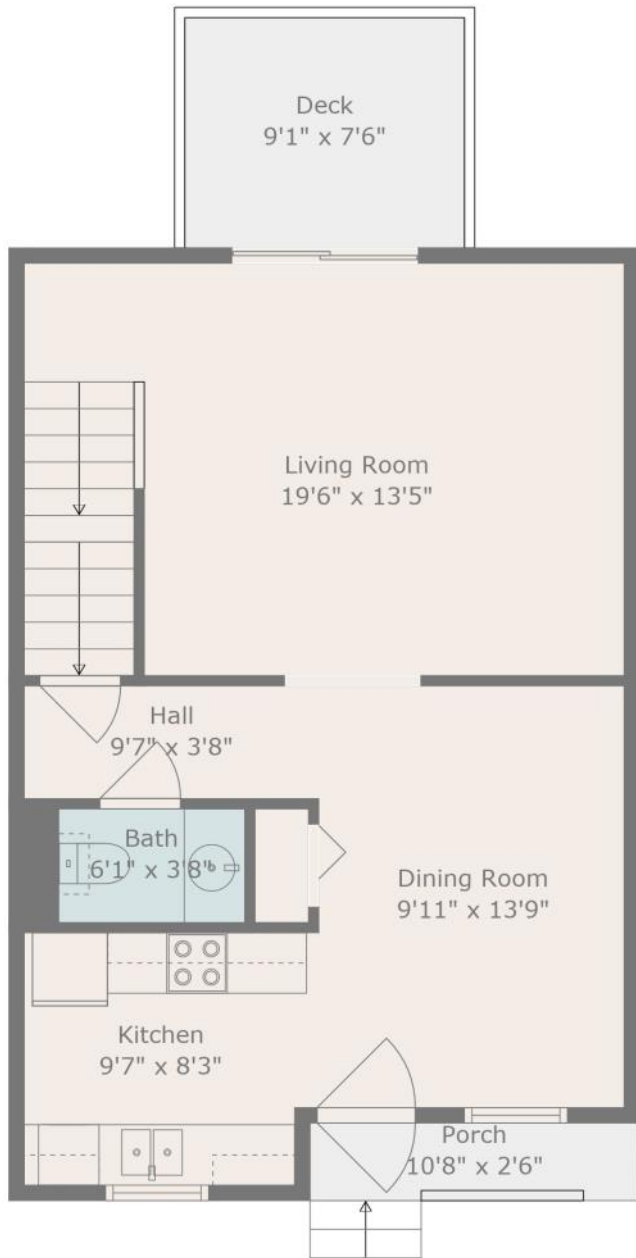 Deck
9'1" x 7'6"
Living Room
19'6" x 13'5"
Hall
9'7" x 3'8"
Bath
6'1" x 3'8"
Dining Room
9'11" x 13'9"
Kitchen
9'7" x 8'3"
Porch
10'8" x 2'6"